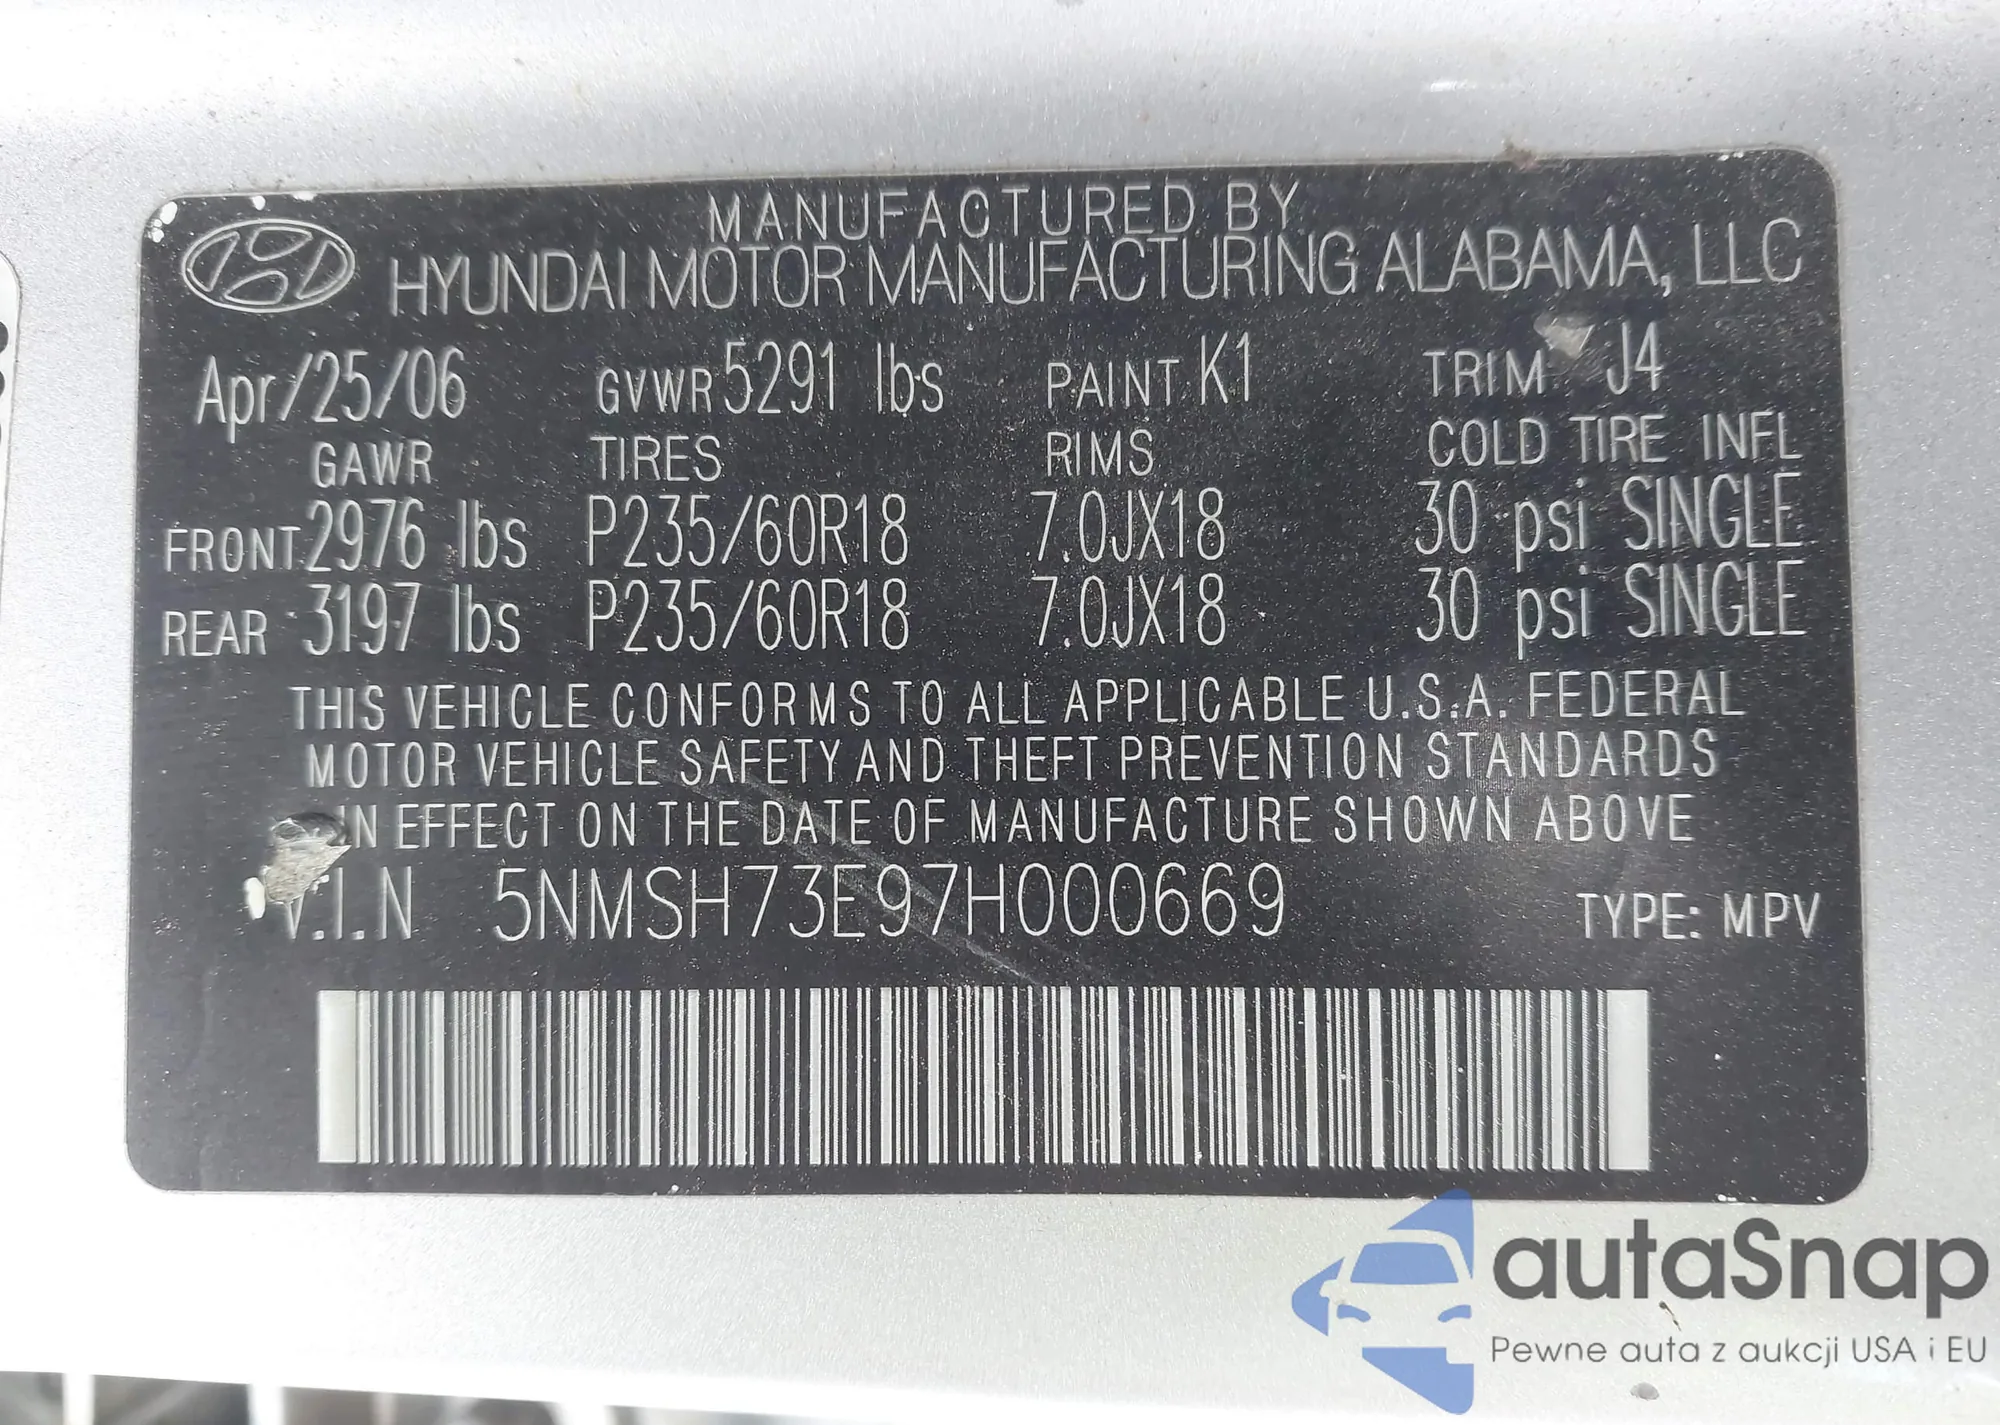 MANUFACTURED BY
HYUNDAI MOTOR MANUFACTURING ALABAMA, LLC
Apr/25/06 GVWR 5291 lbs PAINT K1 TRIM J4
GAWR TIRES RIMS COLD TIRE INFL
FRONT 2976 lbs P235/60R18 7.0JX18 30 psi SINGLE
REAR 3197 lbs P235/60R18 7.0JX18 30 psi SINGLE
THIS VEHICLE CONFORMS TO ALL APPLICABLE U.S.A. FEDERAL
MOTOR VEHICLE SAFETY AND THEFT PREVENTION STANDARDS
IN EFFECT ON THE DATE OF MANUFACTURE SHOWN ABOVE
V.I.N 5NMSH73E97H000669 TYPE: MPV
autaSnap
Pewne auta z aukcji USA i EU